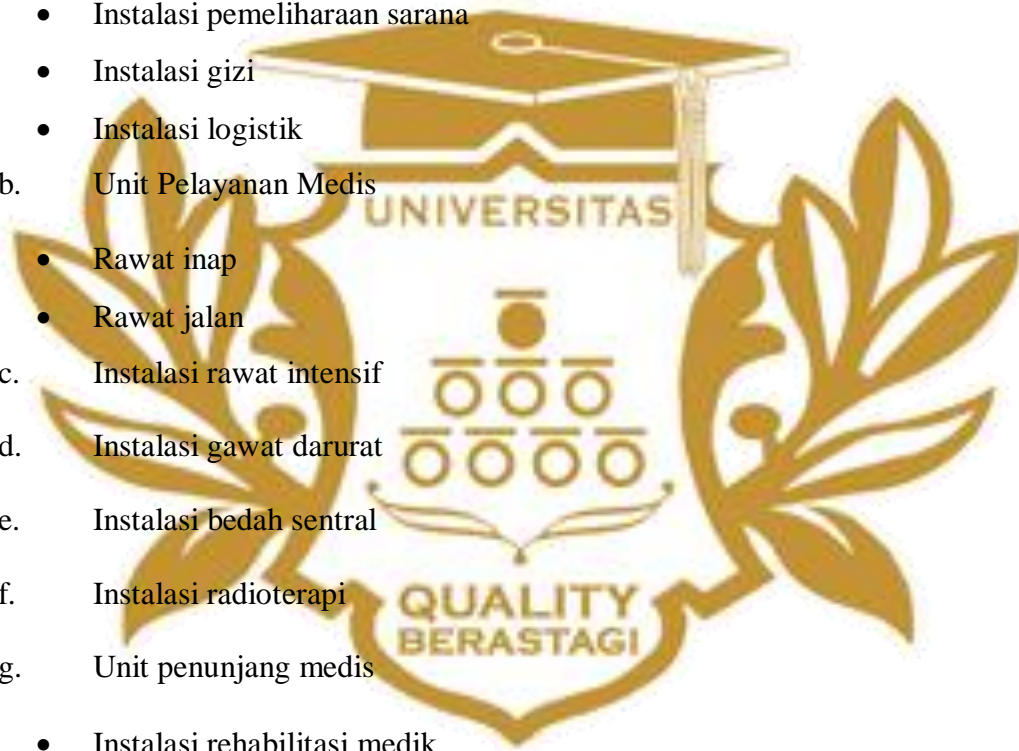 • Instalasi pemeliharaan sarana
• Instalasi gizi
• Instalasi logistik
b. Unit Pelayanan Medis
UNIVERSITAS
• Rawat inap
• Rawat jalan
c. Instalasi rawat intensif
d. Instalasi gawat darurat
e. Instalasi bedah sentral
f. Instalasi radioterapi
QUALITY
BERASTAGI
g. Unit penunjang medis
• Instalasi rehabilitasi medik